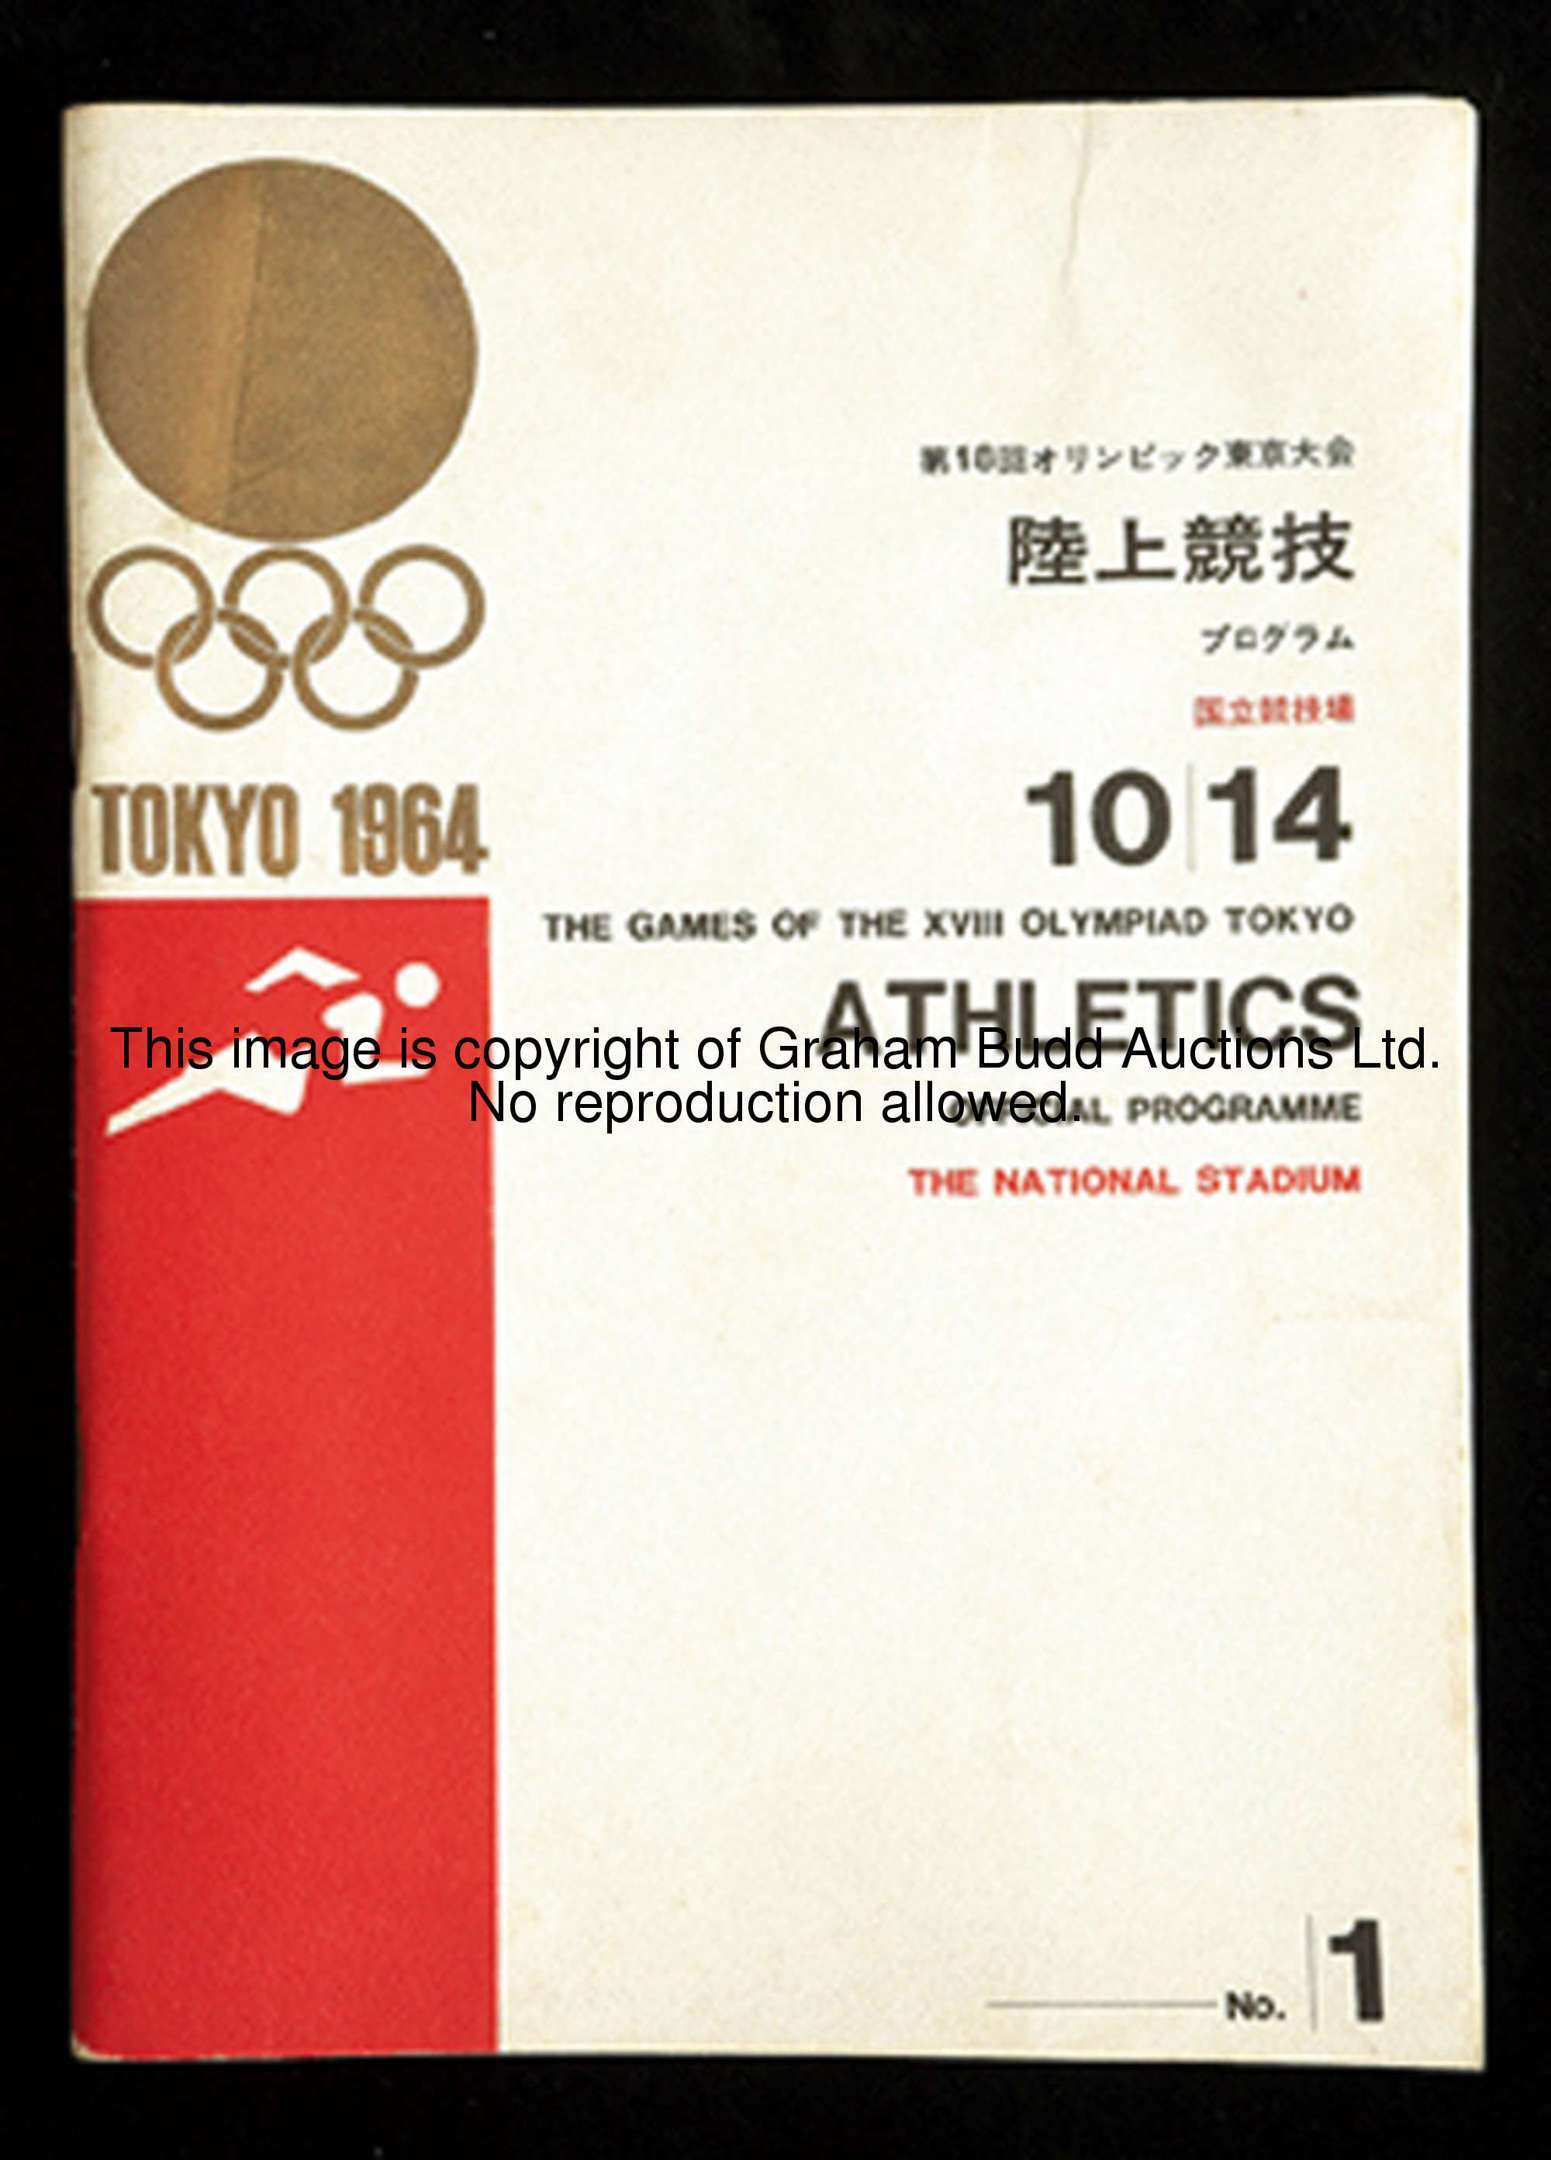 TOKYO 1964
第18回オリンピック東京大会
陸上競技
プログラム
国立競技場
10 14
THE GAMES OF THE XVIII OLYMPIAD TOKYO
ATHLETICS
This image is copyright of Graham Budd Auctions Ltd.
No reproduction allowed.
OFFICIAL PROGRAMME
THE NATIONAL STADIUM
No. 1